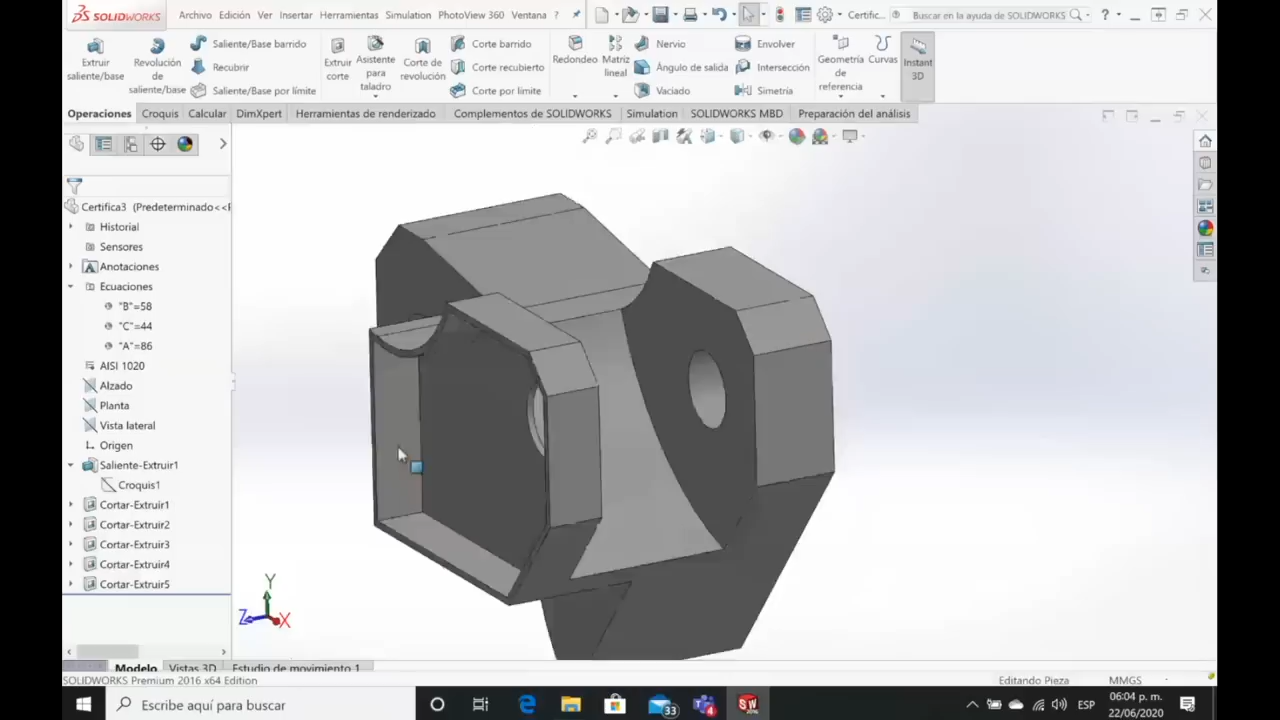 SOLIDWORKS Archivo Edición Ver Insertar Herramientas Simulation PhotoView 360 Ventana ? Certific... Buscar en la ayuda de SOLIDWORKS ?
Extruir saliente/base
Revolución de saliente/base
Saliente/Base barrido
Recubrir
Saliente/Base por límite
Extruir corte
Asistente para taladro
Corte de revolución
Corte barrido
Corte recubierto
Corte por límite
Redondeo
Matriz lineal
Nervio
Ángulo de salida
Vaciado
Envolver
Intersección
Simetría
Geometría de referencia
Curvas
Instant 3D
Operaciones Croquis Calcular DimXpert Herramientas de renderizado Complementos de SOLIDWORKS Simulation SOLIDWORKS MBD Preparación del análisis
Certifica3 (Predeterminado<<
Historial
Sensores
Anotaciones
Ecuaciones
"B"=58
"C"=44
"A"=86
AISI 1020
Alzado
Planta
Vista lateral
Origen
Saliente-Extruir1
Croquis1
Cortar-Extruir1
Cortar-Extruir2
Cortar-Extruir3
Cortar-Extruir4
Cortar-Extruir5
Y
Z
X
Modelo Vistas 3D Estudio de movimiento 1
SOLIDWORKS Premium 2016 x64 Edition Editando Pieza MMGS
Escribe aquí para buscar 33 4 SW ESP 06:04 p. m.
22/06/2020